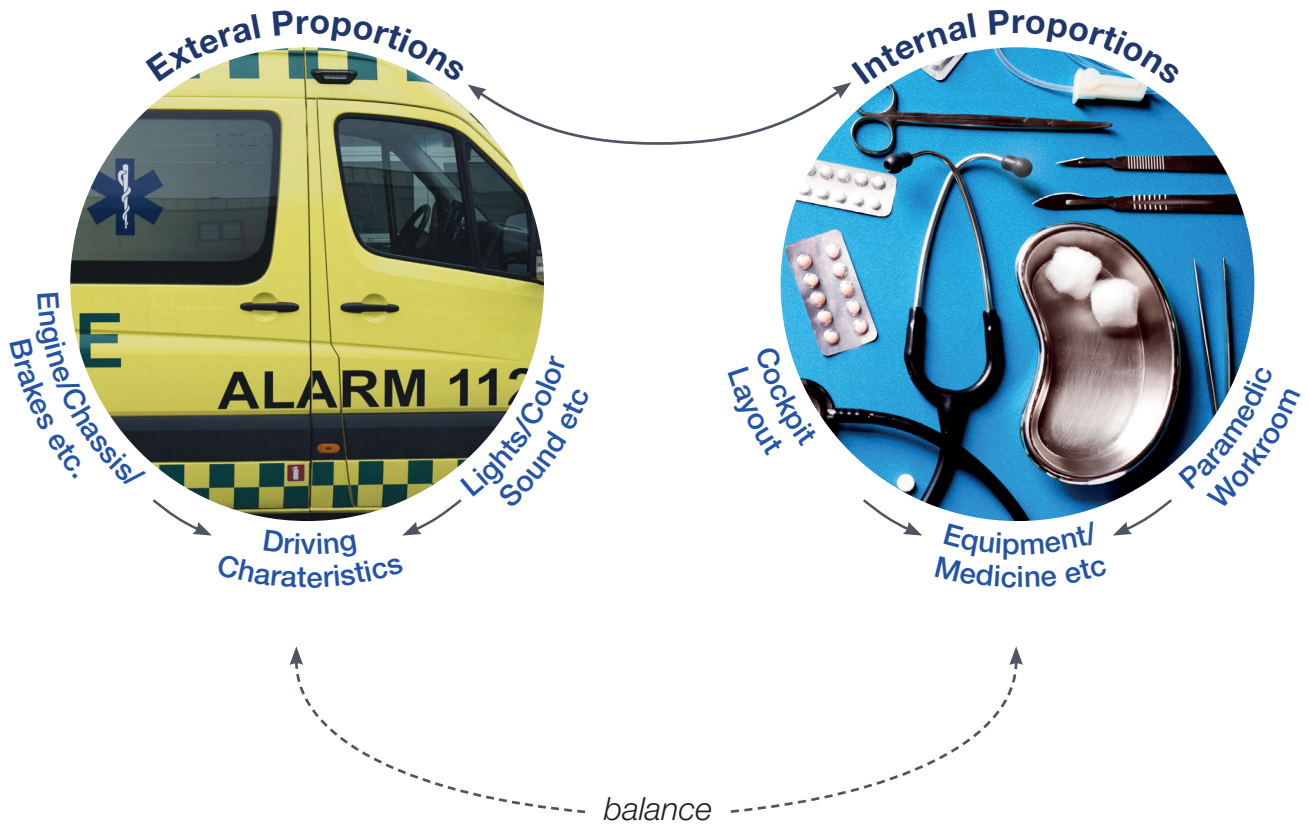 Exteral Proportions
Internal Proportions
E
ALARM 112
Engine/Chassis/
Brakes etc.
Lights/Color
Sound etc
Driving
Charateristics
Cockpit
Layout
Paramedic
Workroom
Equipment/
Medicine etc
balance